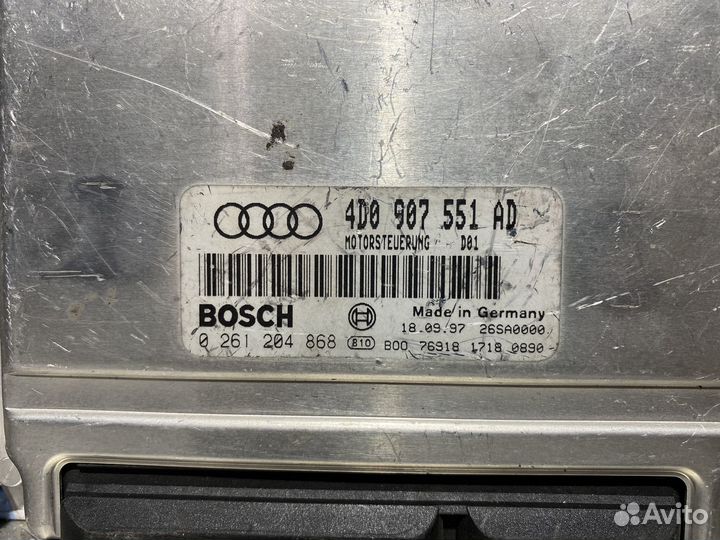 4D0 907 551 AD
MOTORSTEUERUNG D01
BOSCH
Made in Germany
18.09.97 26SA0000
0 261 204 868 B10 B00 76918 1718 0890
Avito